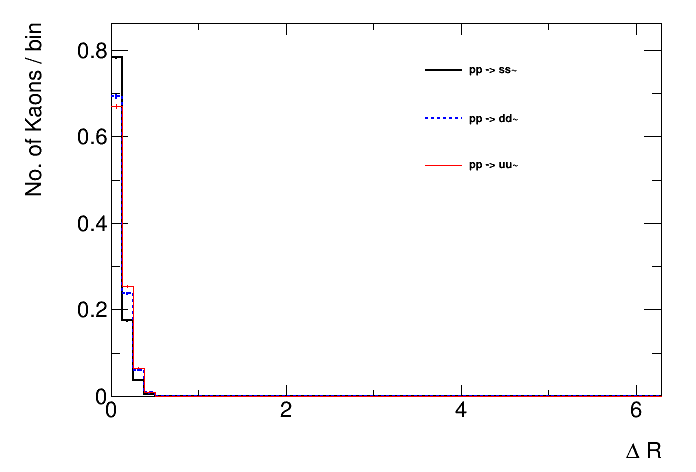 No. of Kaons / bin
0.8
0.6
0.4
0.2
0
pp -> ss~
pp -> dd~
pp -> uu~
0 2 4 6
Δ R